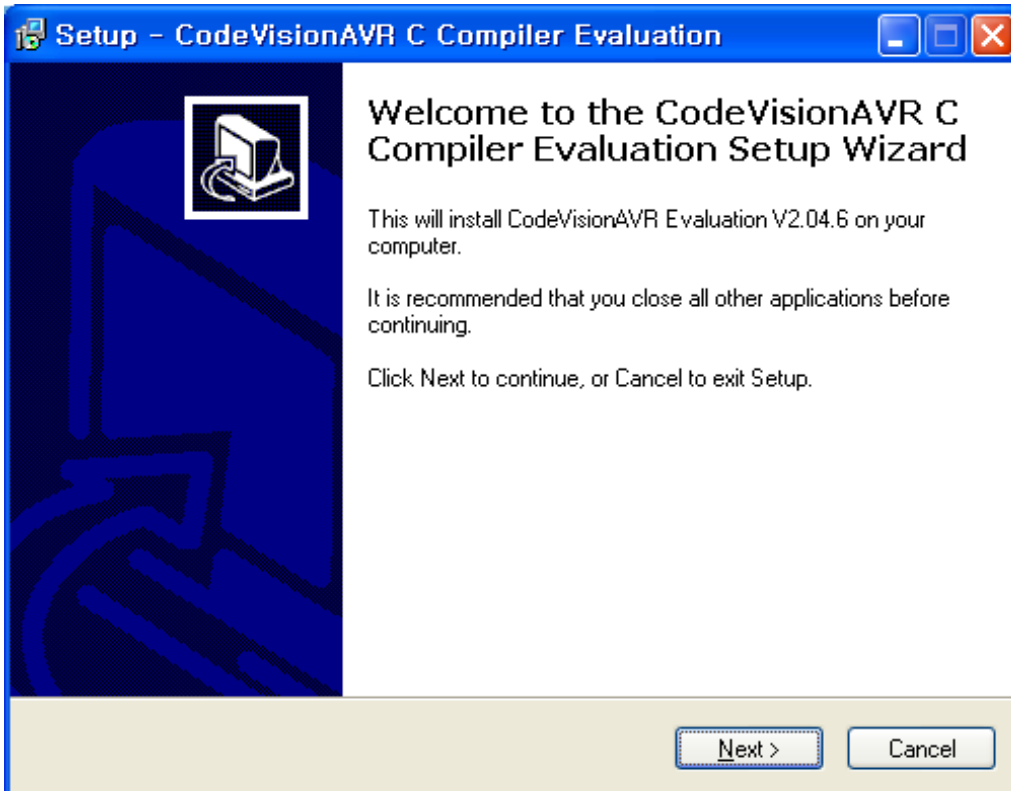 Setup - CodeVisionAVR C Compiler Evaluation
Welcome to the CodeVisionAVR C
Compiler Evaluation Setup Wizard
This will install CodeVisionAVR Evaluation V2.04.6 on your
computer.
It is recommended that you close all other applications before
continuing.
Click Next to continue, or Cancel to exit Setup.
Next >
Cancel